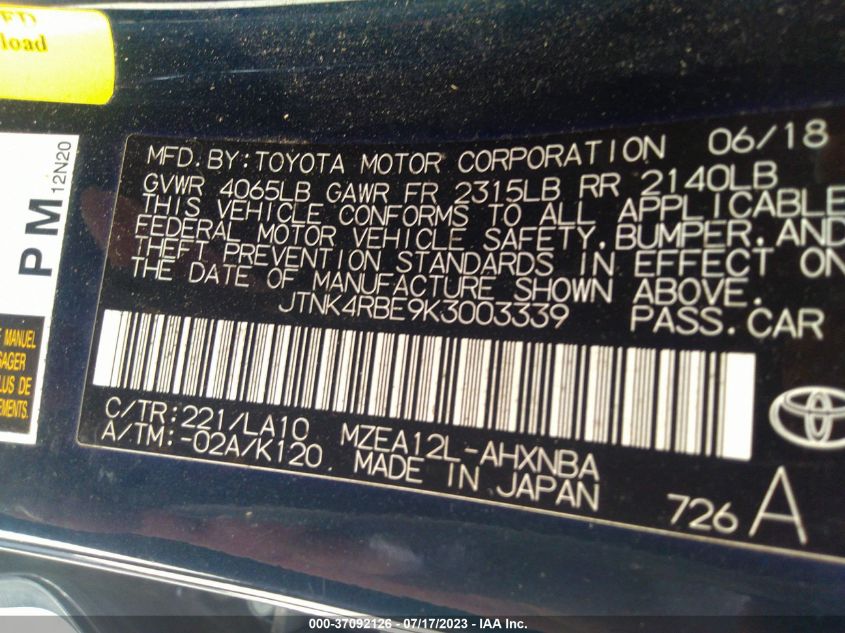 FT)
load
PM 12N20
E MANUEL
SAGER
LUS DE
EMENTS.
MFD. BY: TOYOTA MOTOR CORPORATION 06/18
GVWR 4065LB GAWR FR 2315LB RR 2140LB
THIS VEHICLE CONFORMS TO ALL APPLICABLE
FEDERAL MOTOR VEHICLE SAFETY, BUMPER, AND
THEFT PREVENTION STANDARDS IN EFFECT ON
THE DATE OF MANUFACTURE SHOWN ABOVE.
JTNK4RBE9K3003339 PASS. CAR
C/TR: 221/LA10 MZEA12L-AHXNBA
A/TM: -02A/K120 MADE IN JAPAN
726 A
000-37092126 - 07/17/2023 - IAA Inc.